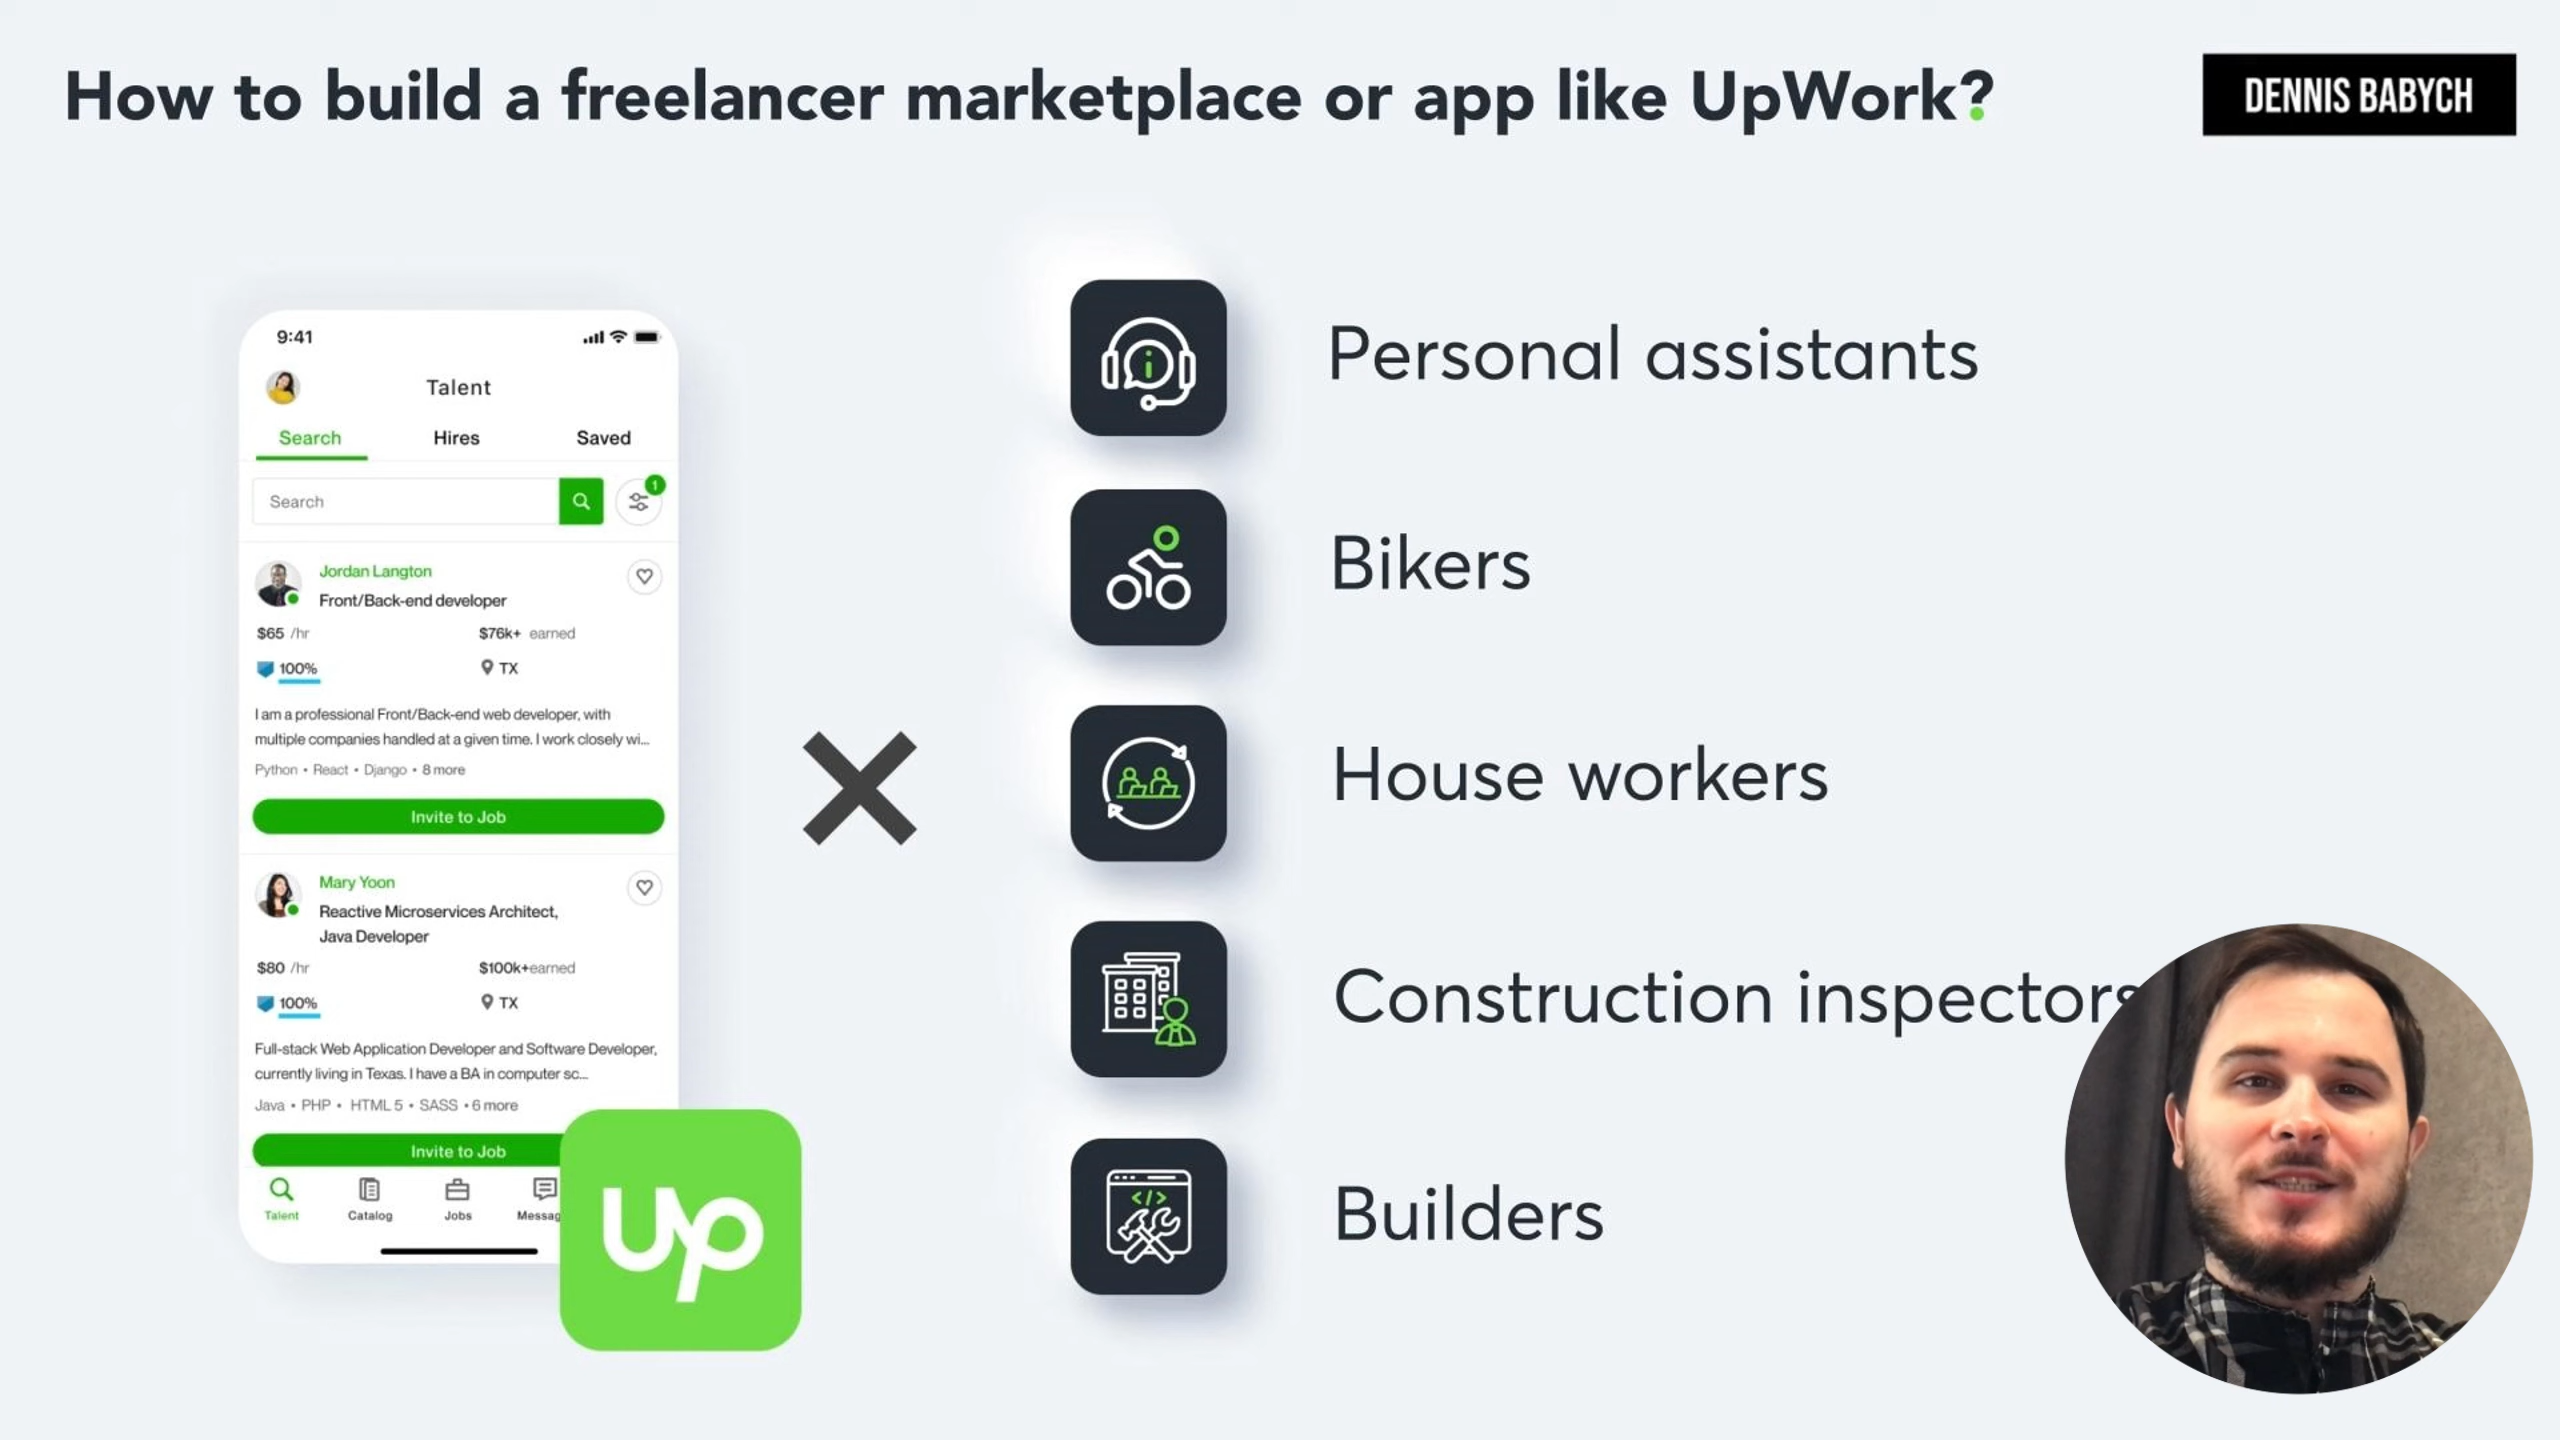 How to build a freelancer marketplace or app like UpWork?
DENNIS BABYCH
9:41
Talent
Search Hires Saved
Search
1
Jordan Langton
Front/Back-end developer
$65 /hr $76k+ earned
100% TX
I am a professional Front/Back-end web developer, with
multiple companies handled at a given time. I work closely wi...
Python • React • Django • 8 more
Invite to Job
Mary Yoon
Reactive Microservices Architect,
Java Developer
$80 /hr $100k+earned
100% TX
Full-stack Web Application Developer and Software Developer,
currently living in Texas. I have a BA in computer sc...
Java • PHP • HTML 5 • SASS • 6 more
Invite to Job
Talent Catalog Jobs Messag
up
Personal assistants
i
Bikers
House workers
Construction inspectors
</>
Builders